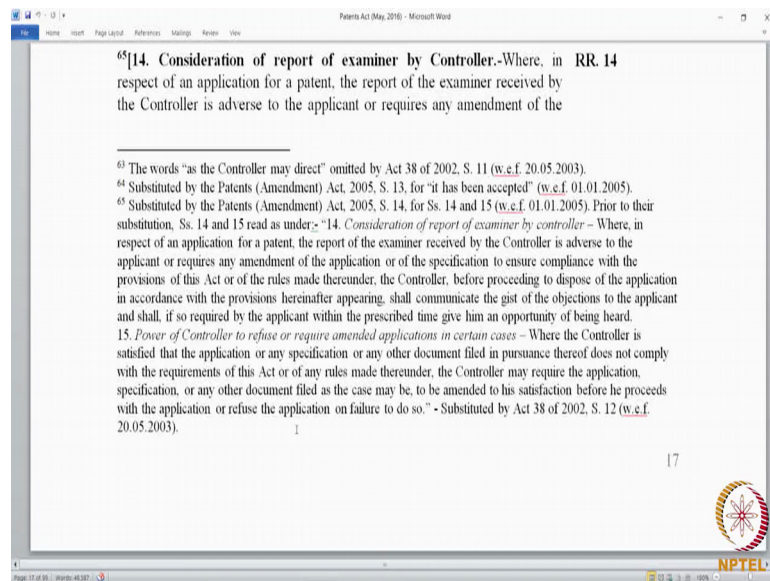 Patents Act (May, 2016) - Microsoft Word
File Home Insert Page Layout References Mailings Review View
65[14. Consideration of report of examiner by Controller.-Where, in RR. 14
respect of an application for a patent, the report of the examiner received by
the Controller is adverse to the applicant or requires any amendment of the
63 The words "as the Controller may direct" omitted by Act 38 of 2002, S. 11 (w.e.f. 20.05.2003).
64 Substituted by the Patents (Amendment) Act, 2005, S. 13, for "it has been accepted" (w.e.f. 01.01.2005).
65 Substituted by the Patents (Amendment) Act, 2005, S. 14, for Ss. 14 and 15 (w.e.f. 01.01.2005). Prior to their
substitution, Ss. 14 and 15 read as under:- "14. Consideration of report of examiner by controller – Where, in
respect of an application for a patent, the report of the examiner received by the Controller is adverse to the
applicant or requires any amendment of the application or of the specification to ensure compliance with the
provisions of this Act or of the rules made thereunder, the Controller, before proceeding to dispose of the application
in accordance with the provisions hereinafter appearing, shall communicate the gist of the objections to the applicant
and shall, if so required by the applicant within the prescribed time give him an opportunity of being heard.
15. Power of Controller to refuse or require amended applications in certain cases – Where the Controller is
satisfied that the application or any specification or any other document filed in pursuance thereof does not comply
with the requirements of this Act or of any rules made thereunder, the Controller may require the application,
specification, or any other document filed as the case may be, to be amended to his satisfaction before he proceeds
with the application or refuse the application on failure to do so." - Substituted by Act 38 of 2002, S. 12 (w.e.f.
20.05.2003).
17
NPTEL
Words: 46,387
100%